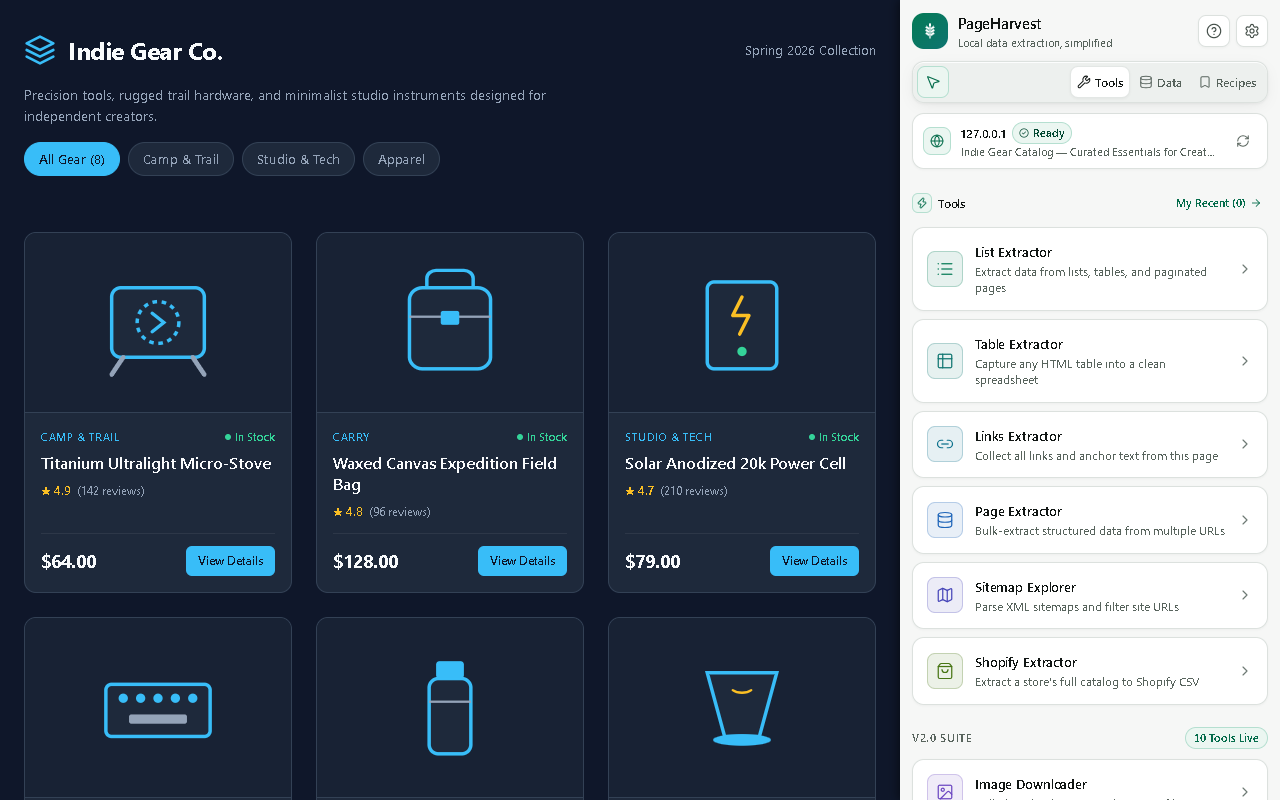 Indie Gear Co.
Spring 2026 Collection
Precision tools, rugged trail hardware, and minimalist studio instruments designed for
independent creators.
All Gear (8)
Camp & Trail
Studio & Tech
Apparel
CAMP & TRAIL
In Stock
Titanium Ultralight Micro-Stove
★ 4.9 (142 reviews)
$64.00
View Details
CARRY
In Stock
Waxed Canvas Expedition Field
Bag
★ 4.8 (96 reviews)
$128.00
View Details
STUDIO & TECH
In Stock
Solar Anodized 20k Power Cell
★ 4.7 (210 reviews)
$79.00
View Details
PageHarvest
Local data extraction, simplified
Tools
Data
Recipes
127.0.0.1
Ready
Indie Gear Catalog — Curated Essentials for Creat...
Tools
My Recent (0) →
List Extractor
Extract data from lists, tables, and paginated
pages
Table Extractor
Capture any HTML table into a clean
spreadsheet
Links Extractor
Collect all links and anchor text from this page
Page Extractor
Bulk-extract structured data from multiple URLs
Sitemap Explorer
Parse XML sitemaps and filter site URLs
Shopify Extractor
Extract a store's full catalog to Shopify CSV
V2.0 SUITE
10 Tools Live
Image Downloader